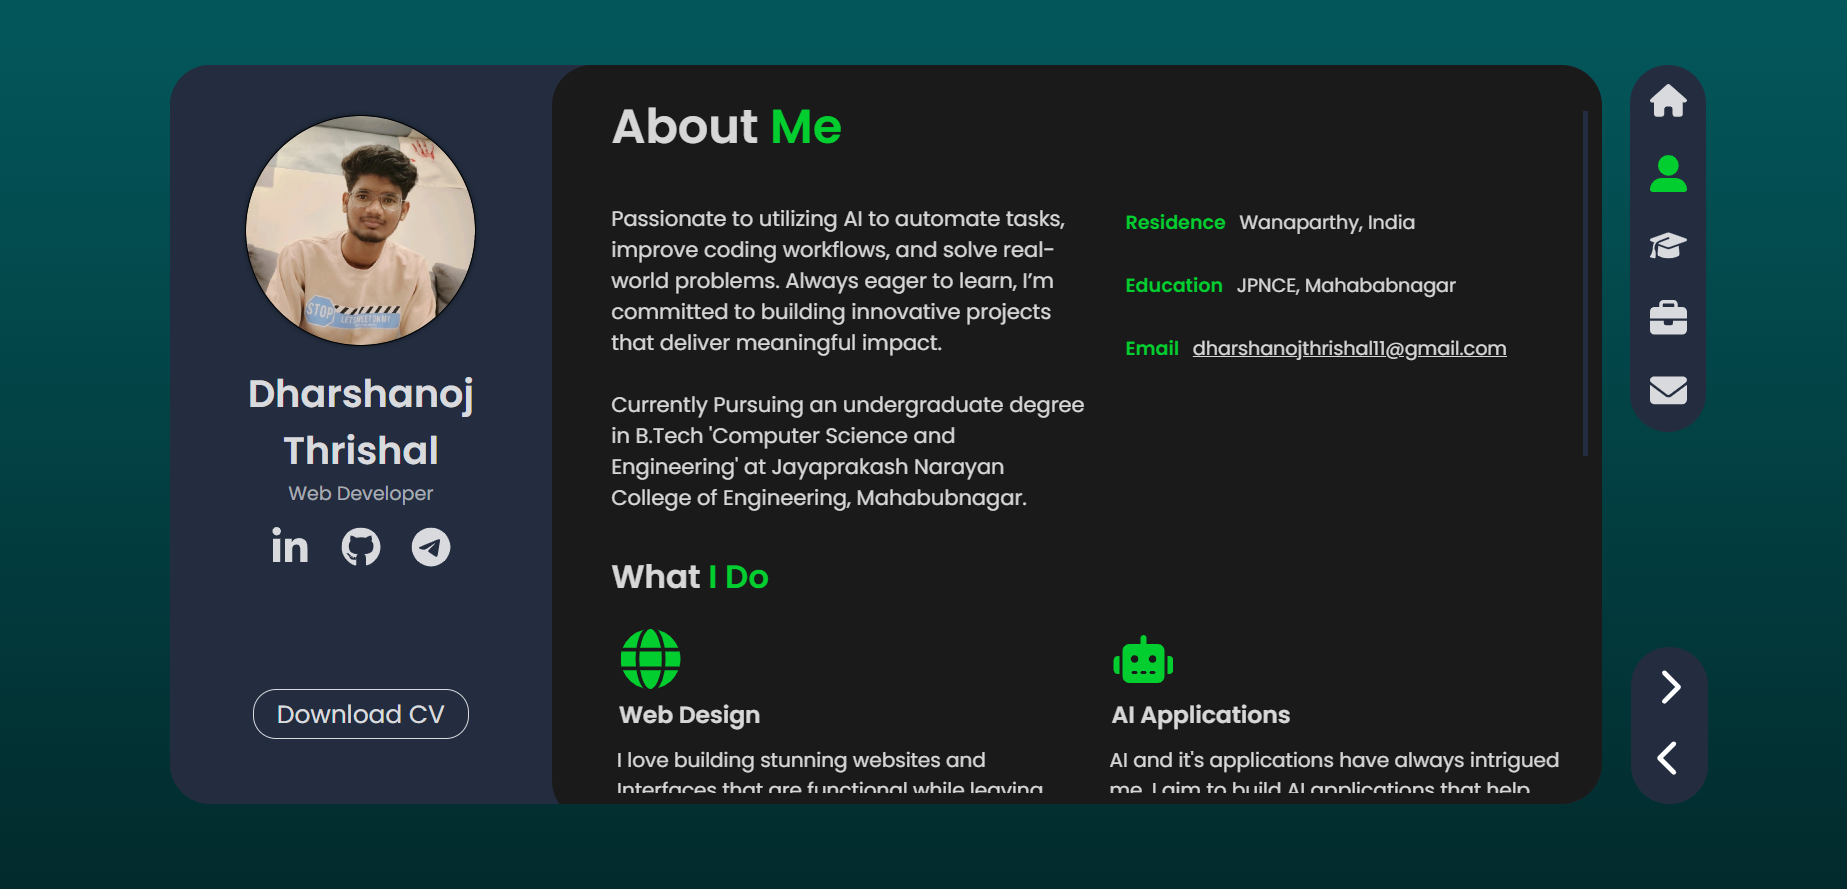 Dharshanoj
Thrishal
Web Developer
in
Download CV
About Me
Passionate to utilizing AI to automate tasks,
improve coding workflows, and solve real-
world problems. Always eager to learn, I’m
committed to building innovative projects
that deliver meaningful impact.
Currently Pursuing an undergraduate degree
in B.Tech 'Computer Science and
Engineering' at Jayaprakash Narayan
College of Engineering, Mahabubnagar.
Residence Wanaparthy, India
Education JPNCE, Mahababnagar
Email dharshanojthrishal11@gmail.com
What I Do
Web Design
I love building stunning websites and
Interfaces that are functional while leaving
AI Applications
AI and it's applications have always intrigued
me. I aim to build AI applications that help
STOP